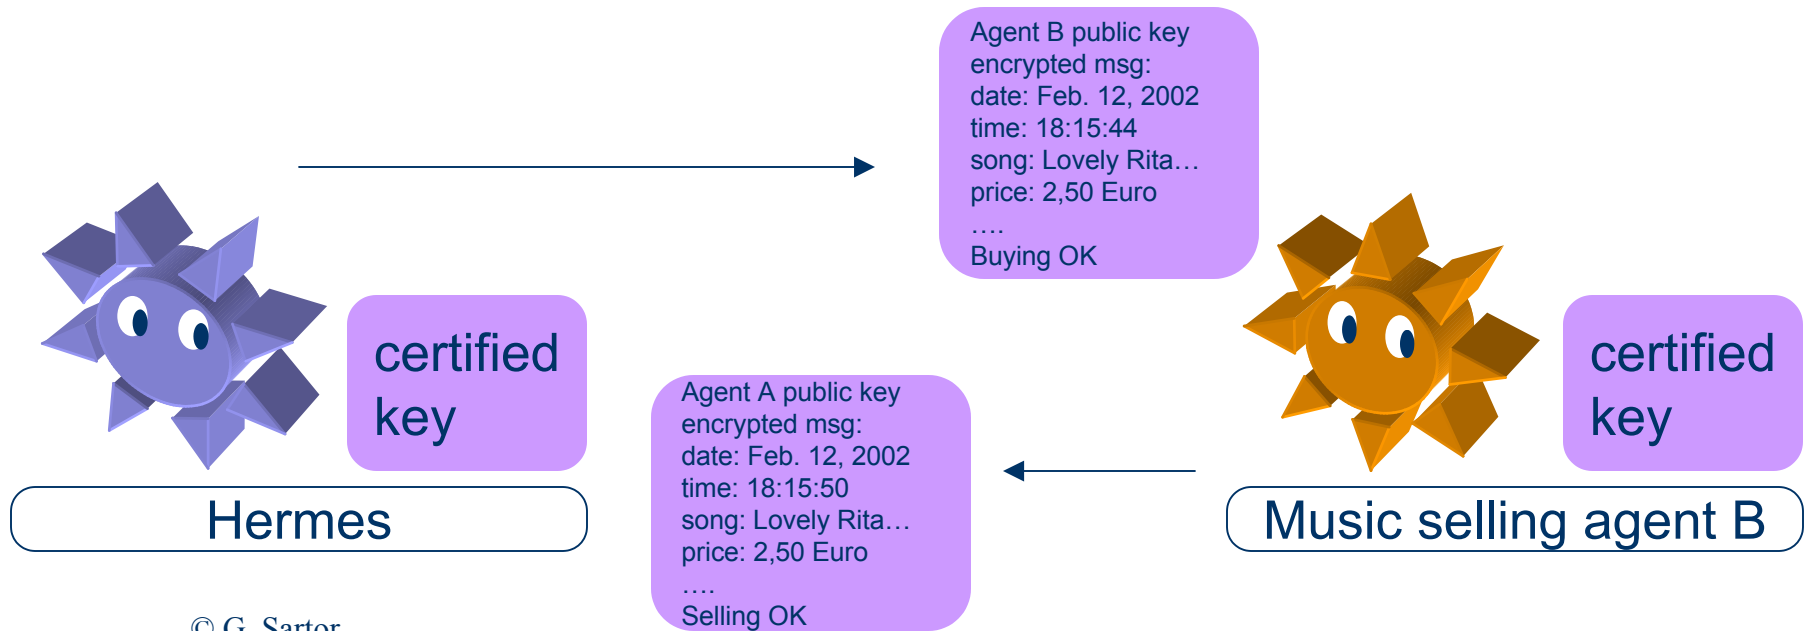 Agent B public key
encrypted msg:
date: Feb. 12, 2002
time: 18:15:44
song: Lovely Rita…
price: 2,50 Euro
….
Buying OK
certified
key
Hermes
Agent A public key
encrypted msg:
date: Feb. 12, 2002
time: 18:15:50
song: Lovely Rita…
price: 2,50 Euro
….
Selling OK
certified
key
Music selling agent B
© G. Sartor